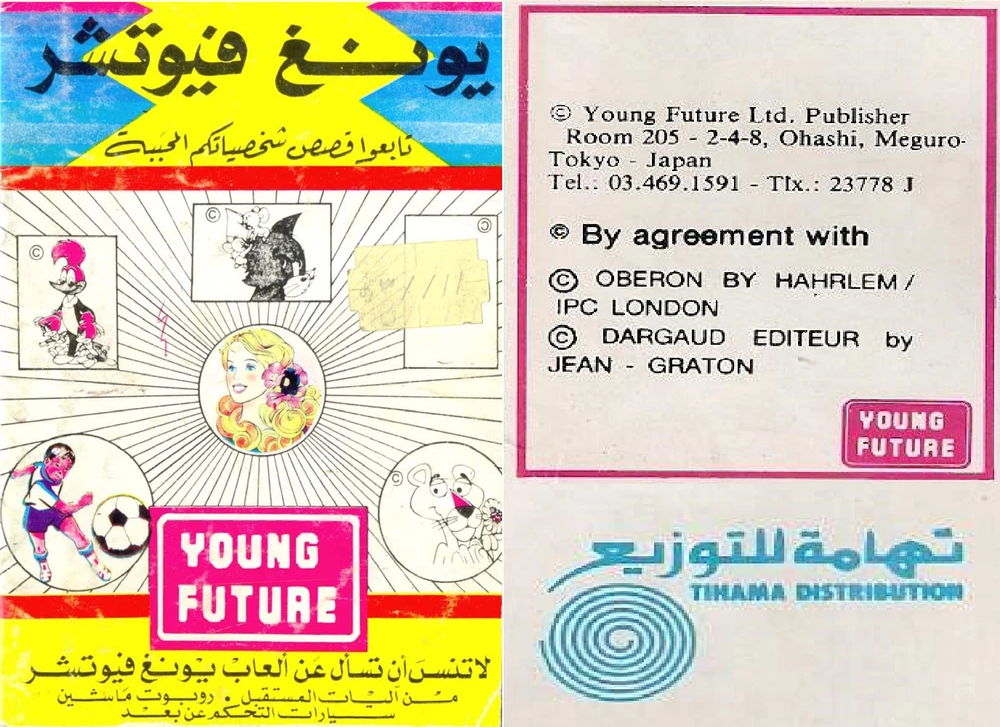 يونغ فيوتشر
تابعوا قصص شخصياتكم المحببة
©
©
©
©
YOUNG
FUTURE
لا تنس أن تسأل عن ألعاب يونغ فيوتشر
من آليات المستقبل • روبوت ماشين
سيارات التحكم عن بعد
© Young Future Ltd. Publisher
Room 205 - 2-4-8, Ohashi, Meguro-
Tokyo - Japan
Tel.: 03.469.1591 - Tlx.: 23778 J
© By agreement with
© OBERON BY HAHRLEM /
IPC LONDON
© DARGAUD EDITEUR by
JEAN - GRATON
YOUNG
FUTURE
تهامة للتوزيع
TIHAMA DISTRIBUTION